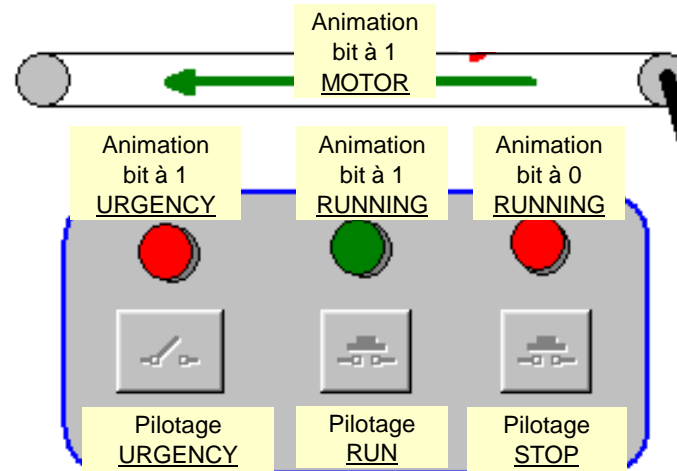 Animation
bit à 1
MOTOR
Animation
bit à 1
URGENCY
Animation
bit à 1
RUNNING
Animation
bit à 0
RUNNING
Pilotage
URGENCY
Pilotage
RUN
Pilotage
STOP